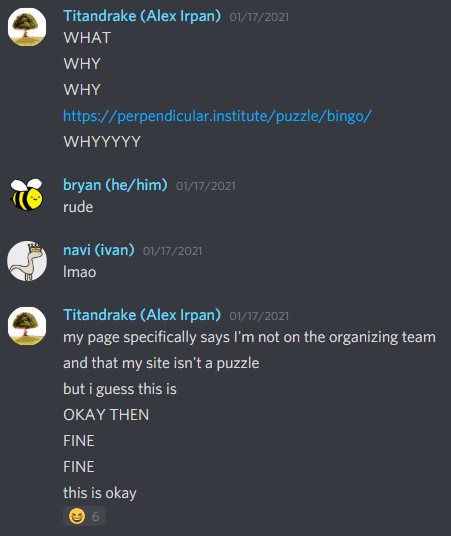 Titandrake (Alex Irpan) 01/17/2021
WHAT
WHY
WHY
https://perpendicular.institute/puzzle/bingo/
WHYYYYY
bryan (he/him) 01/17/2021
rude
navi (ivan) 01/17/2021
lmao
Titandrake (Alex Irpan) 01/17/2021
my page specifically says I'm not on the organizing team
and that my site isn't a puzzle
but i guess this is
OKAY THEN
FINE
FINE
this is okay
6